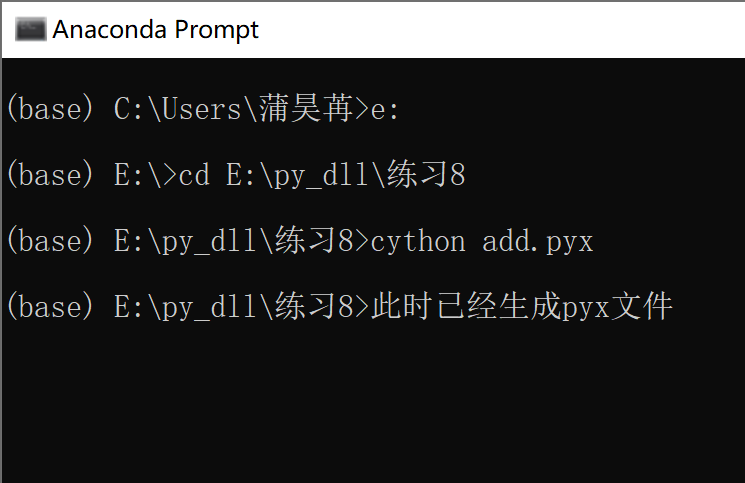 Anaconda Prompt
(base) C:\Users\蒲昊苒>e:
(base) E:\>cd E:\py_dll\练习8
(base) E:\py_dll\练习8>cython add.pyx
(base) E:\py_dll\练习8>此时已经生成pyx文件